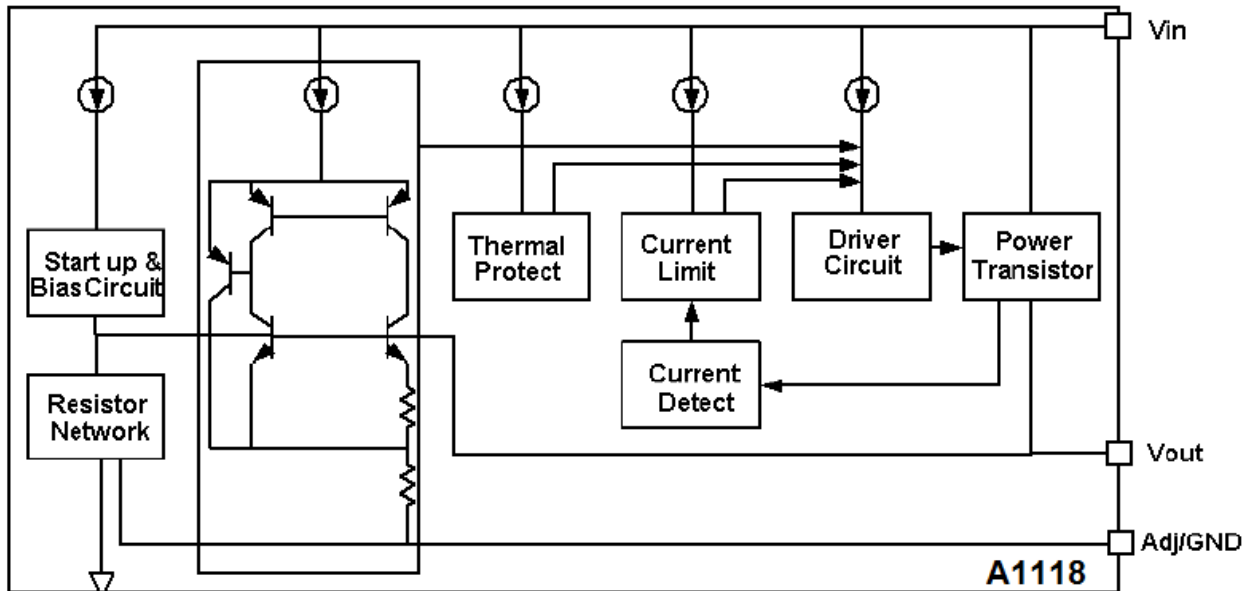 Vin
Start up &
Bias Circuit
Thermal
Protect
Current
Limit
Driver
Circuit
Power
Transistor
Current
Detect
Resistor
Network
Vout
Adj/GND
A1118